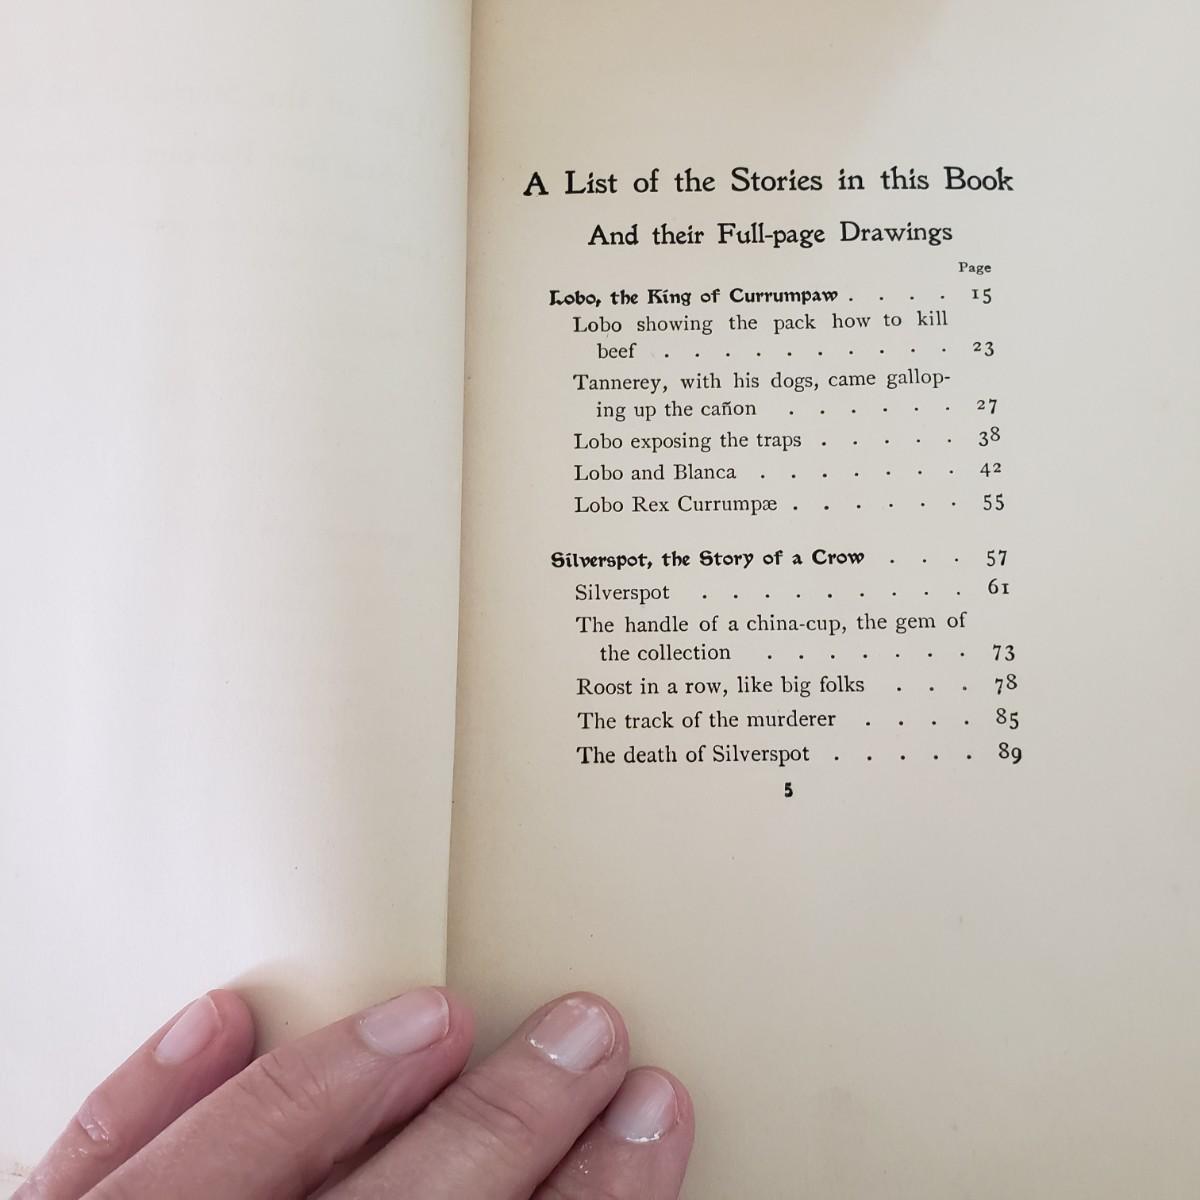 A List of the Stories in this Book
And their Full-page Drawings
Page
Lobo, the King of Currumpaw . . . . 15
Lobo showing the pack how to kill
beef . . . . . . . . . . 23
Tannerey, with his dogs, came gallop-
ing up the cañon . . . . . . 27
Lobo exposing the traps . . . . . 38
Lobo and Blanca . . . . . . . 42
Lobo Rex Currumpæ . . . . . . 55
Silverspot, the Story of a Crow . . . 57
Silverspot . . . . . . . . . 61
The handle of a china-cup, the gem of
the collection . . . . . . . 73
Roost in a row, like big folks . . . 78
The track of the murderer . . . . 85
The death of Silverspot . . . . . 89
5